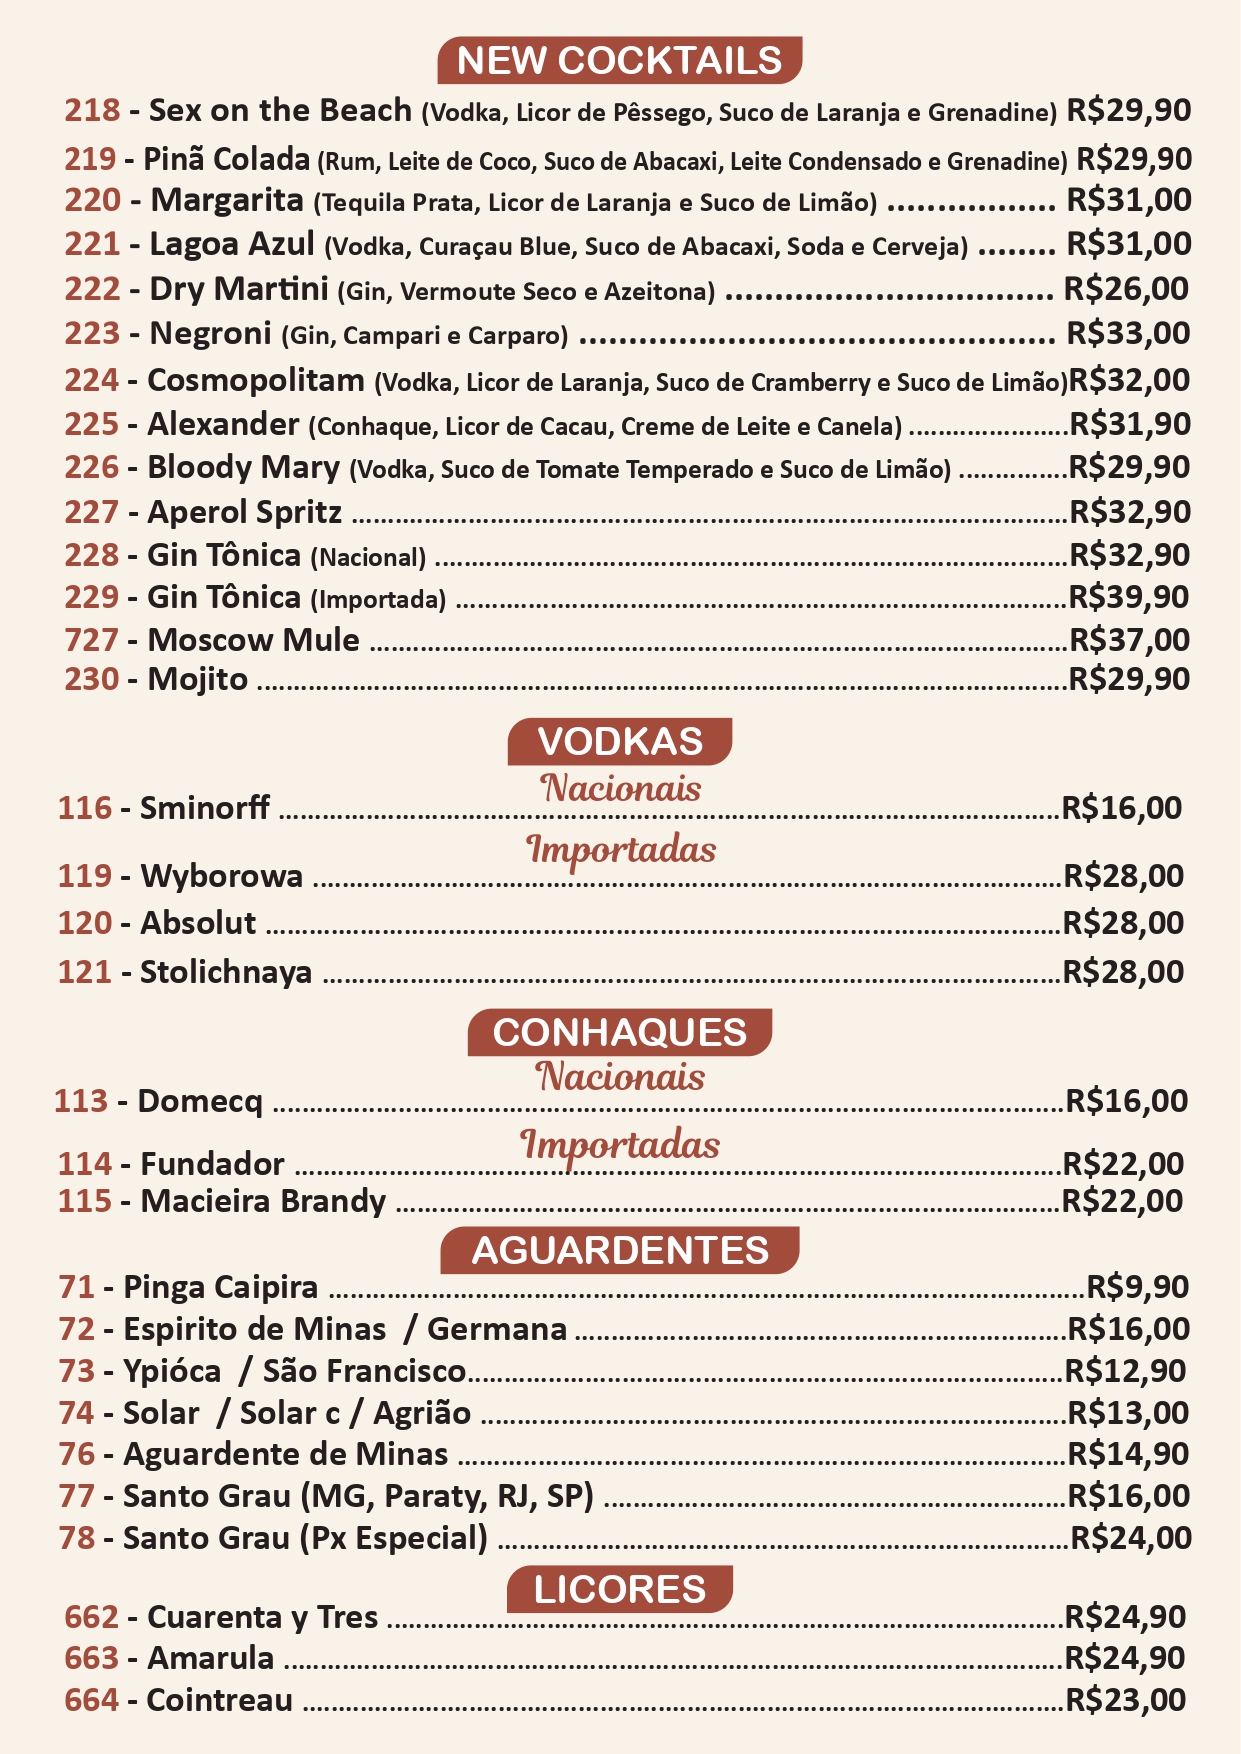 NEW COCKTAILS
218 - Sex on the Beach (Vodka, Licor de Pêssego, Suco de Laranja e Grenadine) R$29,90
219 - Pinã Colada (Rum, Leite de Coco, Suco de Abacaxi, Leite Condensado e Grenadine) R$29,90
220 - Margarita (Tequila Prata, Licor de Laranja e Suco de Limão) ................. R$31,00
221 - Lagoa Azul (Vodka, Curaçau Blue, Suco de Abacaxi, Soda e Cerveja) ........ R$31,00
222 - Dry Martini (Gin, Vermoute Seco e Azeitona) ................................. R$26,00
223 - Negroni (Gin, Campari e Carparo) ................................................ R$33,00
224 - Cosmopolitam (Vodka, Licor de Laranja, Suco de Cramberry e Suco de Limão)R$32,00
225 - Alexander (Conhaque, Licor de Cacau, Creme de Leite e Canela) ......................R$31,90
226 - Bloody Mary (Vodka, Suco de Tomate Temperado e Suco de Limão) ...............R$29,90
227 - Aperol Spritz ..................................................................................R$32,90
228 - Gin Tônica (Nacional) ......................................................................R$32,90
229 - Gin Tônica (Importada) ....................................................................R$39,90
727 - Moscow Mule ................................................................................R$37,00
230 - Mojito ..........................................................................................R$29,90
VODKAS
Nacionais
116 - Sminorff ........................................................................................R$16,00
Importadas
119 - Wyborowa ....................................................................................R$28,00
120 - Absolut .........................................................................................R$28,00
121 - Stolichnaya ...................................................................................R$28,00
CONHAQUES
Nacionais
113 - Domecq ........................................................................................R$16,00
Importadas
114 - Fundador ......................................................................................R$22,00
115 - Macieira Brandy ............................................................................R$22,00
AGUARDENTES
71 - Pinga Caipira ....................................................................................R$9,90
72 - Espirito de Minas / Germana .......................................................R$16,00
73 - Ypióca / São Francisco..................................................................R$12,90
74 - Solar / Solar c / Agrião ..................................................................R$13,00
76 - Aguardente de Minas ....................................................................R$14,90
77 - Santo Grau (MG, Paraty, RJ, SP) ....................................................R$16,00
78 - Santo Grau (Px Especial) ................................................................R$24,00
LICORES
662 - Cuarenta y Tres .............................................................................R$24,90
663 - Amarula ........................................................................................R$24,90
664 - Cointreau ......................................................................................R$23,00